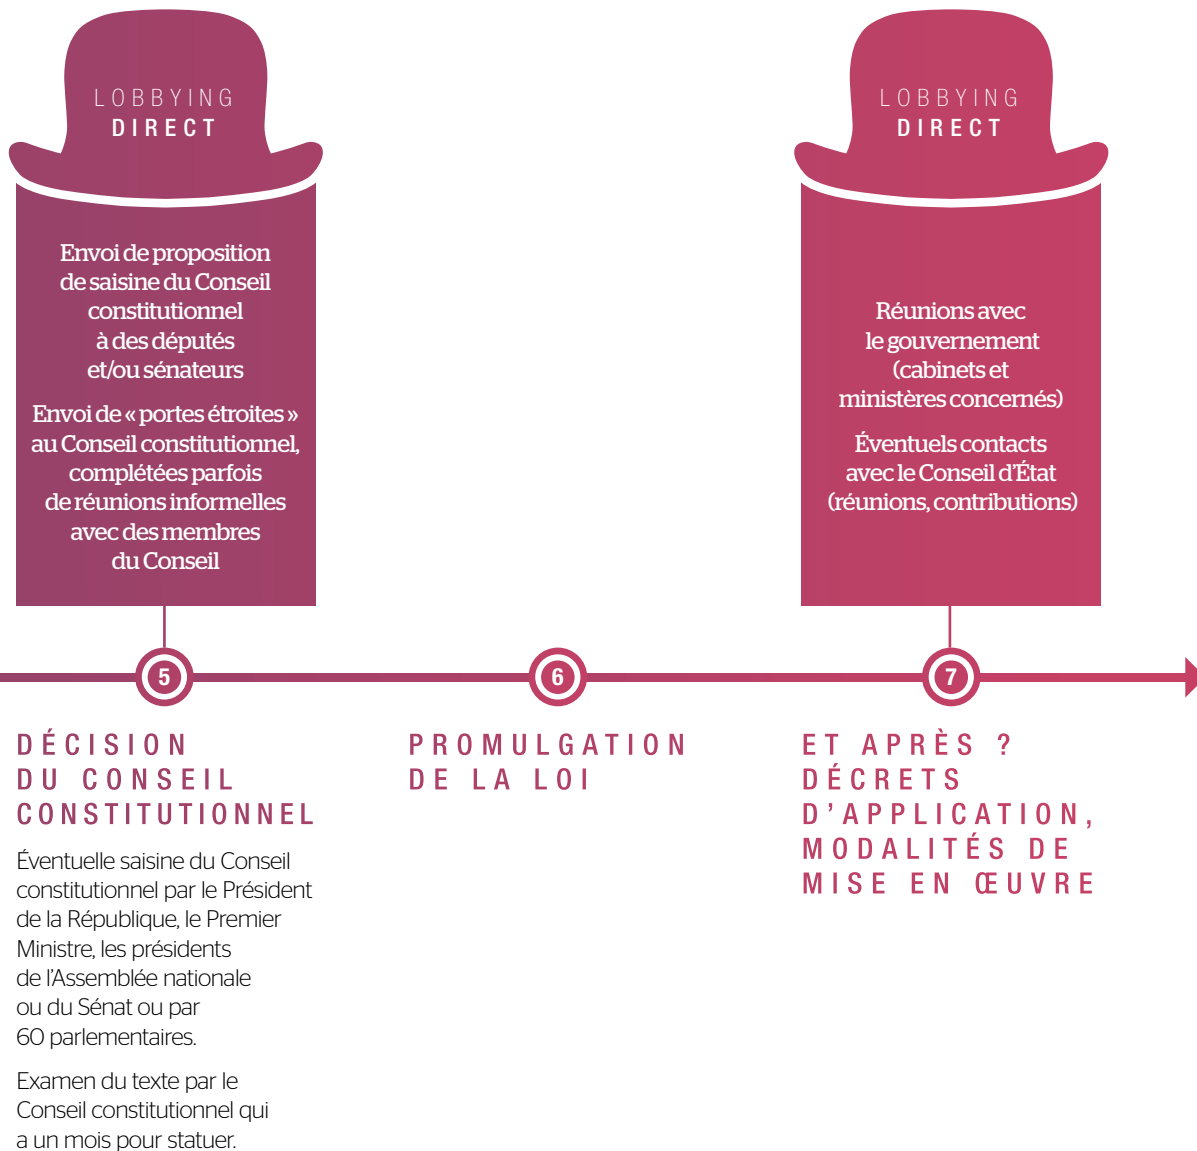 LOBBYING
DIRECT
Envoi de proposition
de saisine du Conseil
constitutionnel
à des députés
et/ou sénateurs
Envoi de « portes étroites »
au Conseil constitutionnel,
complétées parfois
de réunions informelles
avec des membres
du Conseil
LOBBYING
DIRECT
Réunions avec
le gouvernement
(cabinets et
ministères concernés)
Éventuels contacts
avec le Conseil d’État
(réunions, contributions)
5
DÉCISION
DU CONSEIL
CONSTITUTIONNEL
Éventuelle saisine du Conseil
constitutionnel par le Président
de la République, le Premier
Ministre, les présidents
de l’Assemblée nationale
ou du Sénat ou par
60 parlementaires.
Examen du texte par le
Conseil constitutionnel qui
a un mois pour statuer.
6
PROMULGATION
DE LA LOI
7
ET APRÈS ?
DÉCRETS
D’APPLICATION,
MODALITÉS DE
MISE EN ŒUVRE